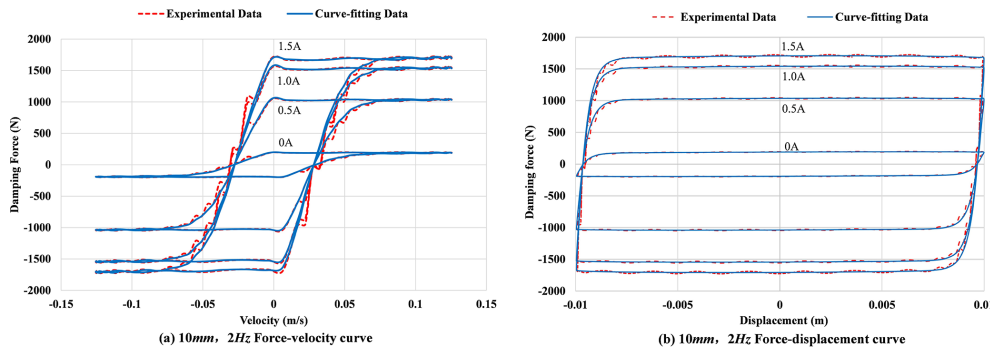 Experimental Data Curve-fitting Data
2000
1500
1000
500
0
-500
-1000
-1500
2000
-0.15 -0.10 -0.05 0 0.05 0.10 0.15
Damping Force (N)
Velocity (m/s)
1.5A
1.0A
0.5A
0A
(a) 10mm，2Hz Force-velocity curve
Experimental Data Curve-fitting Data
2000
1500
1000
500
0
-500
-1000
-1500
2000
-0.01 -0.005 0 0.005 0.0
Damping force (N)
Displacement (m)
1.5A
1.0A
0.5A
0A
(b) 10mm，2Hz Force-displacement curve